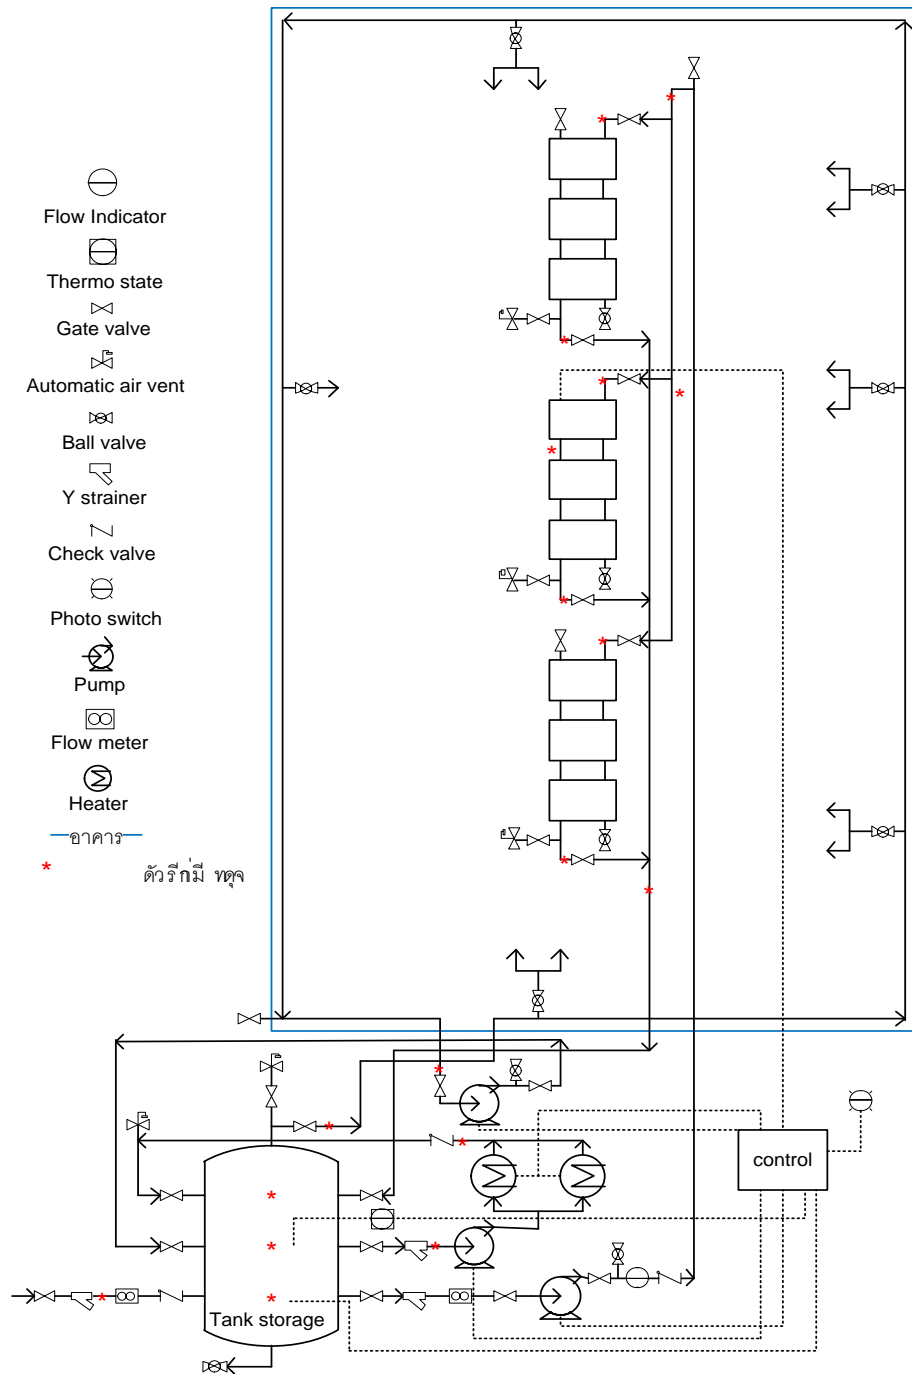 Flow Indicator
Thermo state
Gate valve
Automatic air vent
Ball valve
Y strainer
Check valve
Photo switch
Pump
Flow meter
Heater
อาคาร
control
Tank storage